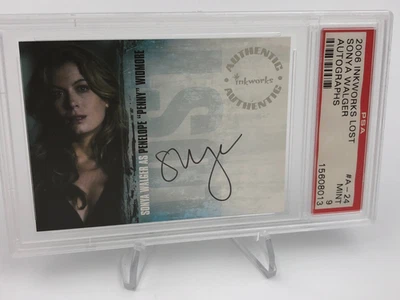 2006 INKWORKS LOST
SONYA WALGER
AUTOGRAPHS
PSA
#A-24
MINT 9
15608013
AUTHENTIC
inkworks
AUTHENTIC
SONYA WALGER AS PENELOPE "PENNY" WIDMORE